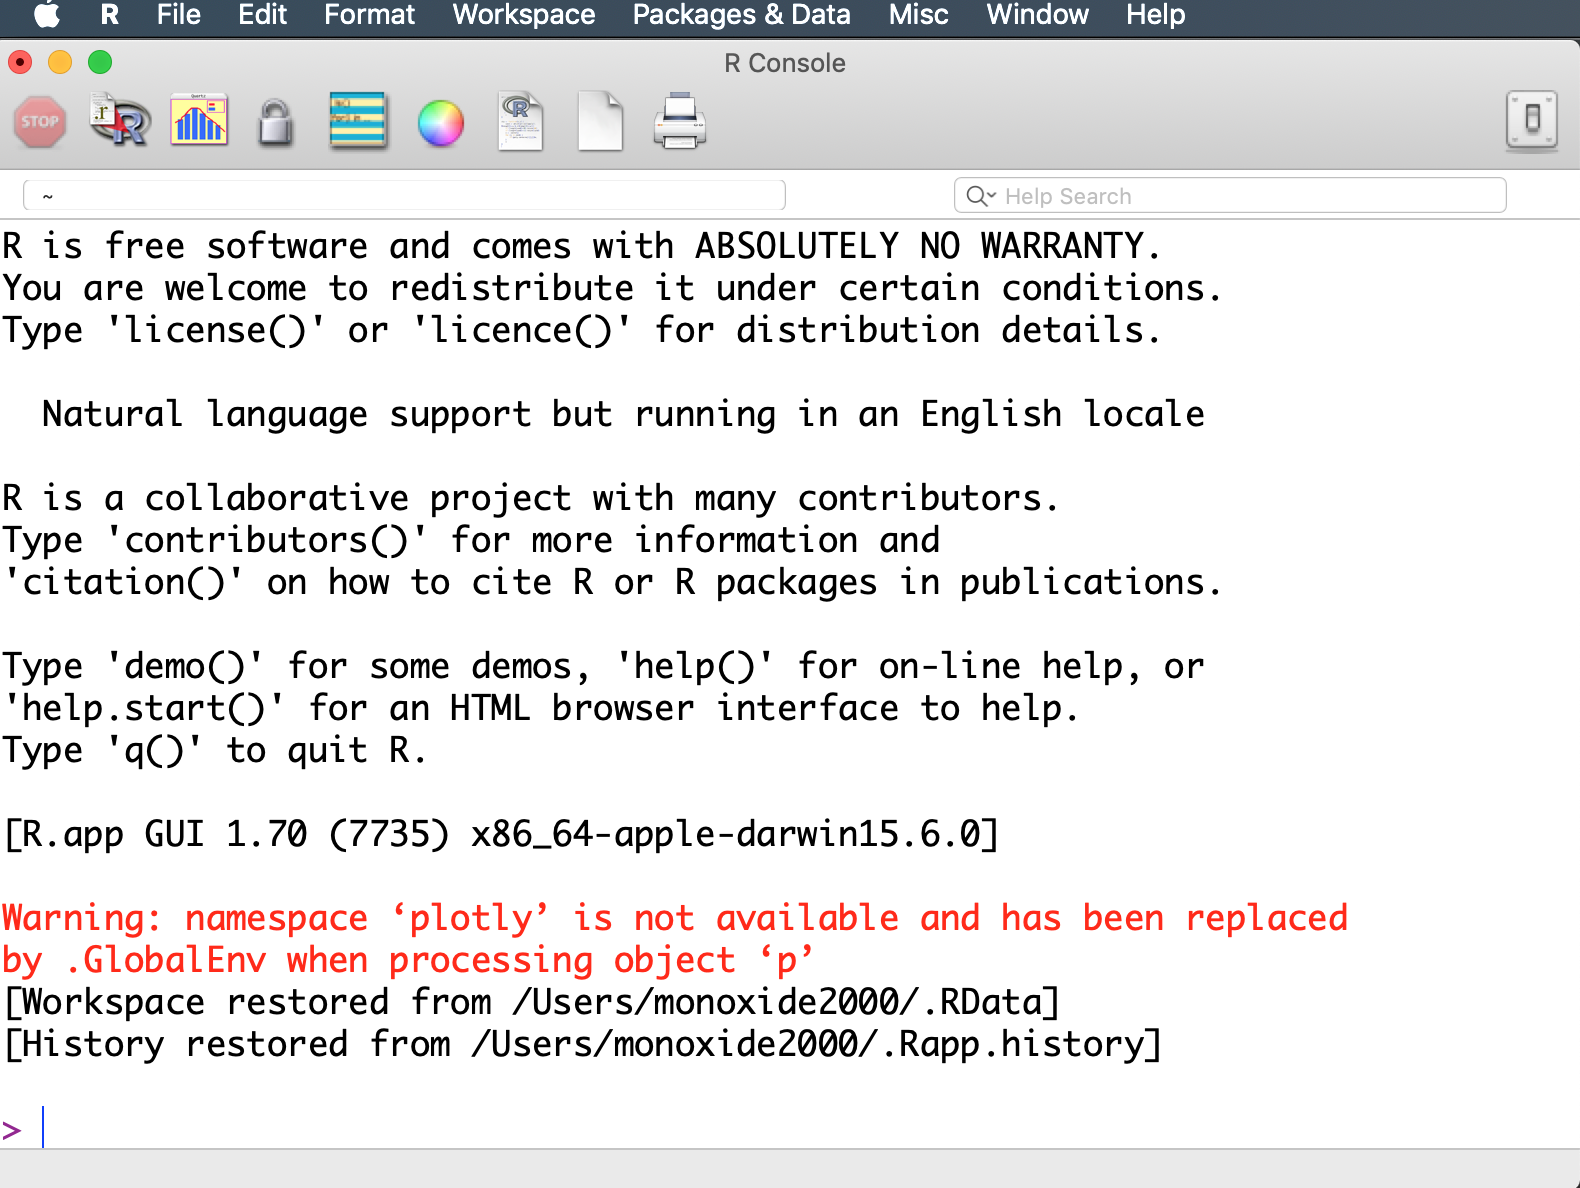 R File Edit Format Workspace Packages & Data Misc Window Help
R Console
STOP
~ Help Search
R is free software and comes with ABSOLUTELY NO WARRANTY.
You are welcome to redistribute it under certain conditions.
Type 'license()' or 'licence()' for distribution details.
Natural language support but running in an English locale
R is a collaborative project with many contributors.
Type 'contributors()' for more information and
'citation()' on how to cite R or R packages in publications.
Type 'demo()' for some demos, 'help()' for on-line help, or
'help.start()' for an HTML browser interface to help.
Type 'q()' to quit R.
[R.app GUI 1.70 (7735) x86_64-apple-darwin15.6.0]
Warning: namespace ‘plotly’ is not available and has been replaced
by .GlobalEnv when processing object ‘p’
[Workspace restored from /Users/monoxide2000/.RData]
[History restored from /Users/monoxide2000/.Rapp.history]
>